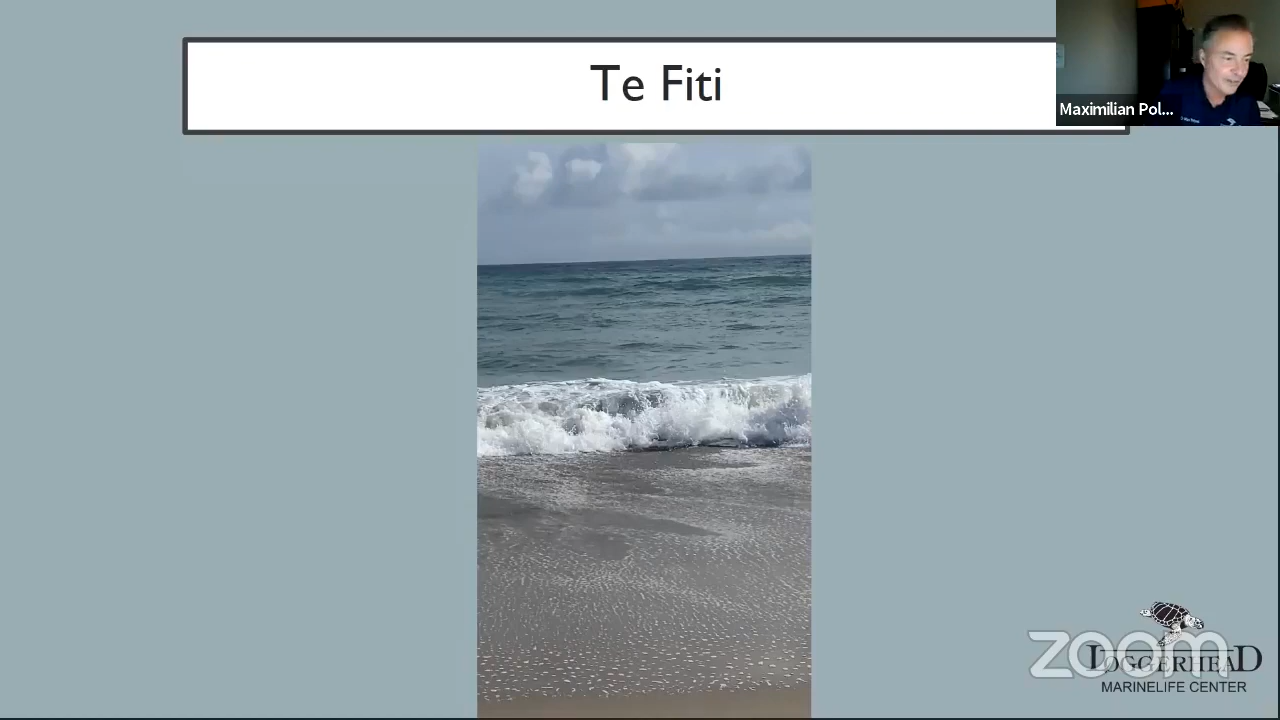 Te Fiti
Maximilian Pol...
zoom
LOGGERHEAD
MARINELIFE CENTER